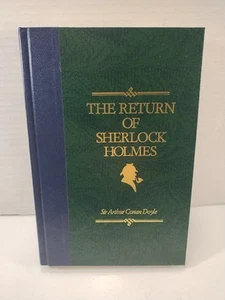 THE RETURN
OF
SHERLOCK
HOLMES
Sir Arthur Conan Doyle